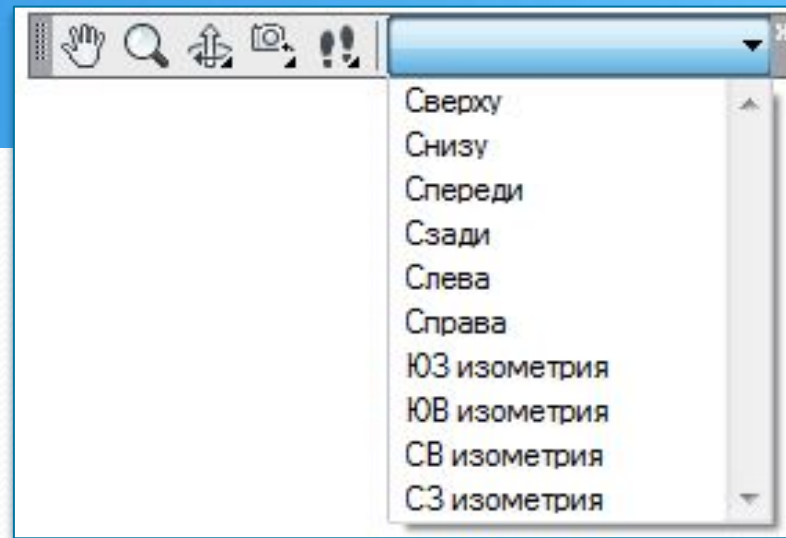 Сверху
Снизу
Спереди
Сзади
Слева
Справа
ЮЗ изометрия
ЮВ изометрия
СВ изометрия
СЗ изометрия